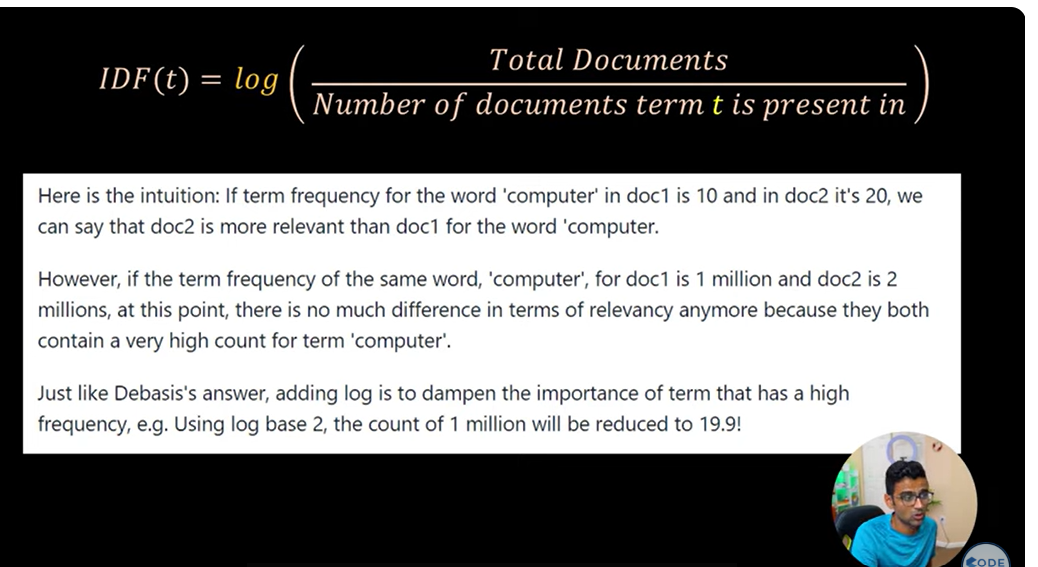 IDF(t) = log ( Total Documents
Number of documents term t is present in )
Here is the intuition: If term frequency for the word 'computer' in doc1 is 10 and in doc2 it's 20, we
can say that doc2 is more relevant than doc1 for the word 'computer.
However, if the term frequency of the same word, 'computer', for doc1 is 1 million and doc2 is 2
millions, at this point, there is no much difference in terms of relevancy anymore because they both
contain a very high count for term 'computer'.
Just like Debasis's answer, adding log is to dampen the importance of term that has a high
frequency, e.g. Using log base 2, the count of 1 million will be reduced to 19.9!
CODE